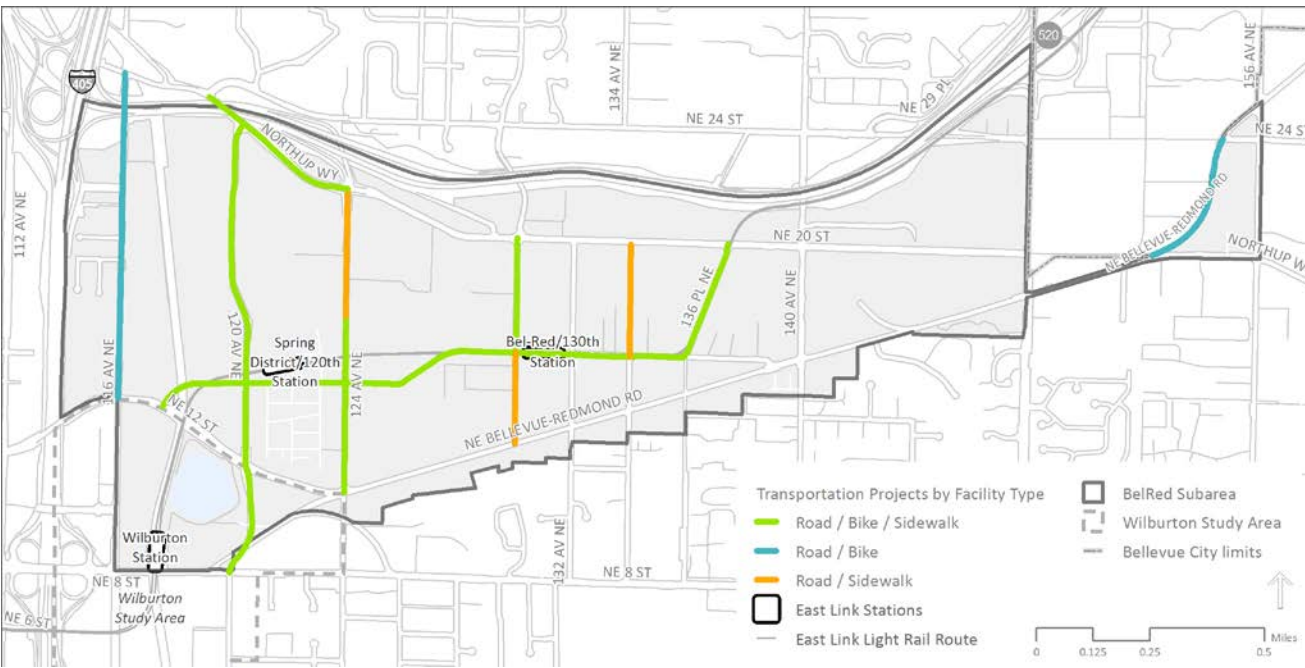 405
520
112 AV NE
116 AV NE
120 AV NE
124 AV NE
NORTHUP WY
134 AV NE
NE 24 ST
NE 29 PL
156 AV NE
NE 24 ST
NE BELLEVUE-REDMOND RD
NORTHUP W
NE 20 ST
136 PL NE
140 AV NE
Spring
District/120th
Station
Bel-Red/130th
Station
NE 12 ST
NE BELLEVUE-REDMOND RD
Wilburton
Station
NE 8 ST
Wilburton
Study Area
NE 6 ST
132 AV NE
NE 8 ST
Transportation Projects by Facility Type
Road / Bike / Sidewalk
Road / Bike
Road / Sidewalk
East Link Stations
East Link Light Rail Route
BelRed Subarea
Wilburton Study Area
Bellevue City limits
0 0.125 0.25 0.5
Miles